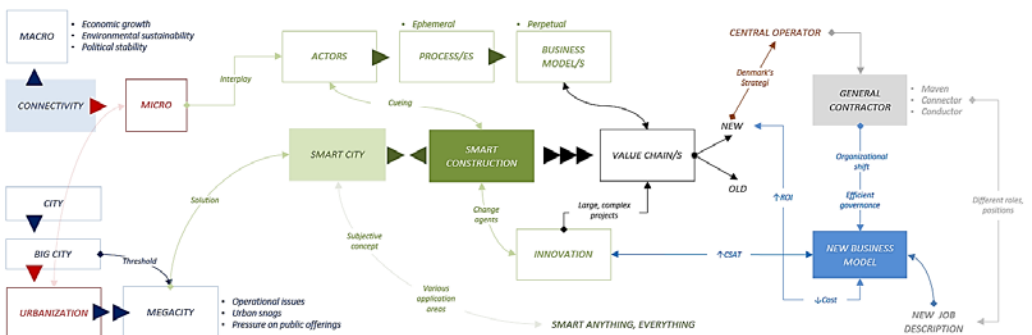 MACRO
• Economic growth
• Environmental sustainability
• Political stability
CONNECTIVITY
MICRO
Interplay
ACTORS
• Ephemeral
PROCESS/ES
• Perpetual
BUSINESS
MODEL/S
Cueing
CENTRAL OPERATOR
Denmark's
Strategi
GENERAL
CONTRACTOR
• Maven
• Connector
• Conductor
SMART CITY
SMART
CONSTRUCTION
VALUE CHAIN/S
NEW
OLD
Organizational
shift
Efficient
governance
Different roles,
positions
CITY
BIG CITY
Threshold
URBANIZATION
MEGACITY
• Operational issues
• Urban snags
• Pressure on public offerings
Solution
Subjective
concept
Various
application
areas
Change
agents
Large, complex
projects
INNOVATION
↑CSAT
↑ROI
↓Cost
NEW BUSINESS
MODEL
NEW JOB
DESCRIPTION
SMART ANYTHING, EVERYTHING